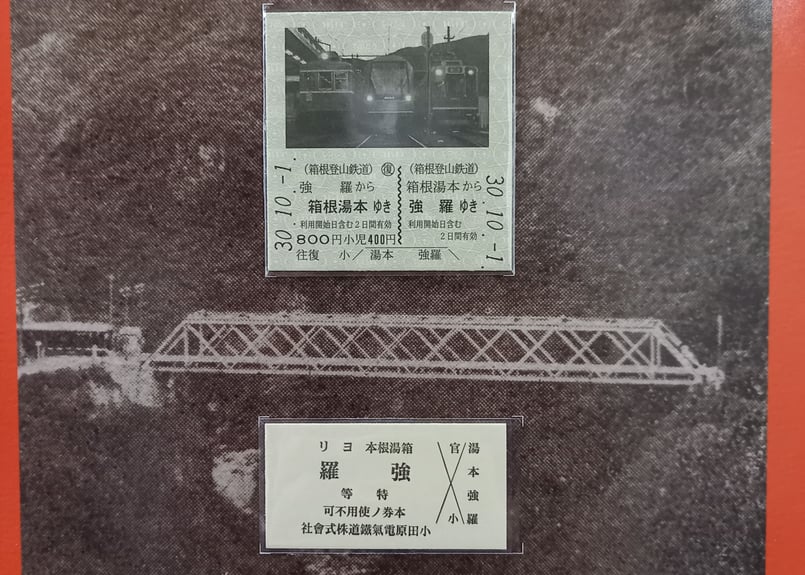 (箱根登山鉄道) ㊝
強 羅から
箱根湯本 ゆき
・利用開始日含む2日間有効
800円小児400円
(箱根登山鉄道)
箱根湯本から
強 羅 ゆき
利用開始日含む
2日間有効
往復 小/湯本 強羅\
30.10.-1.
30.10.-1.
リヨ 本根湯箱
羅 強
等 特
可不用使ノ券本
社會式株道鐵氣電原田小
官 小
湯本強羅